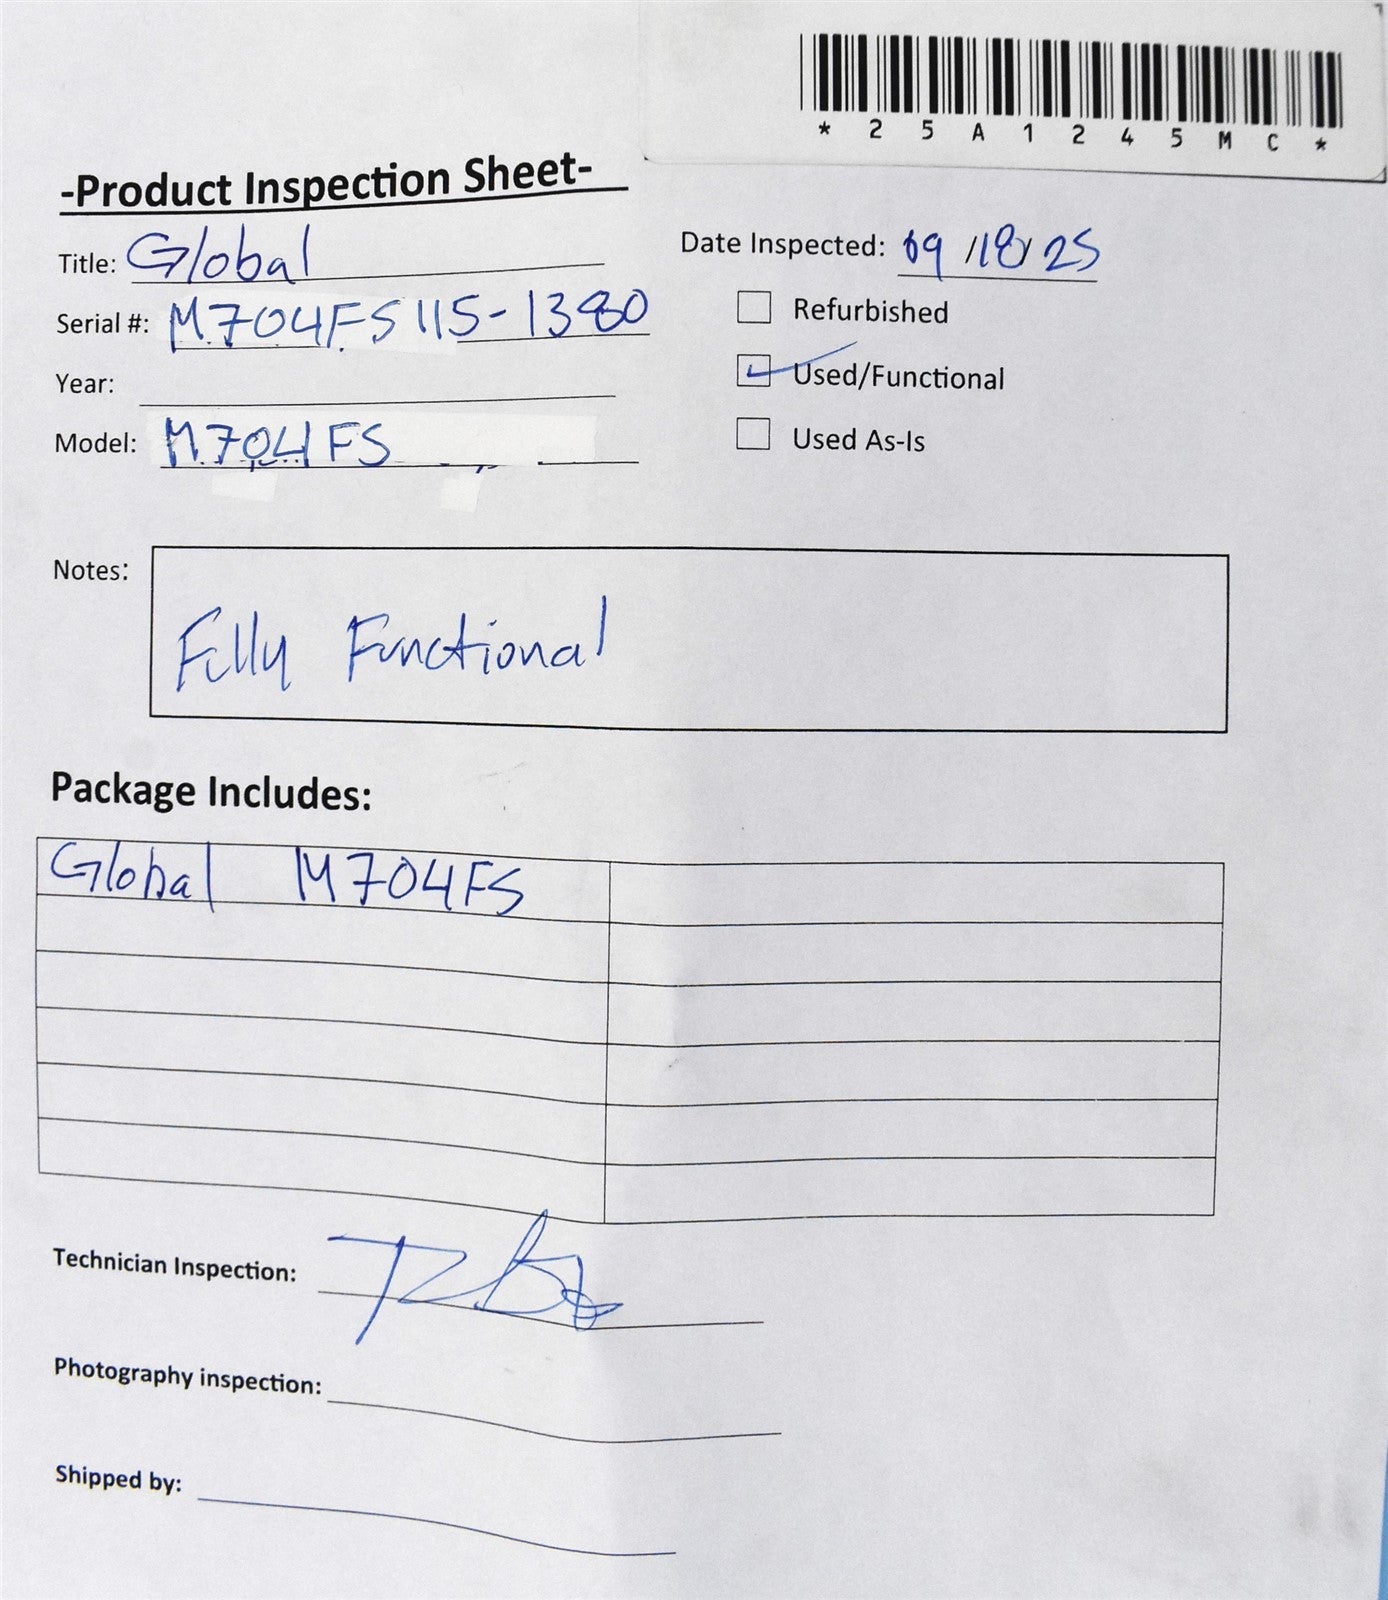 * 2 5 A 1 2 4 5 M C *
-Product Inspection Sheet-
Title: Global
Date Inspected: 09/18/25
Serial #: M704FS115-1380
Refurbished
Year:
Used/Functional
Model: M704FS
Used As-Is
Notes:
Fully Functional
Package Includes:
Global M704FS
Technician Inspection:
Photography inspection:
Shipped by: